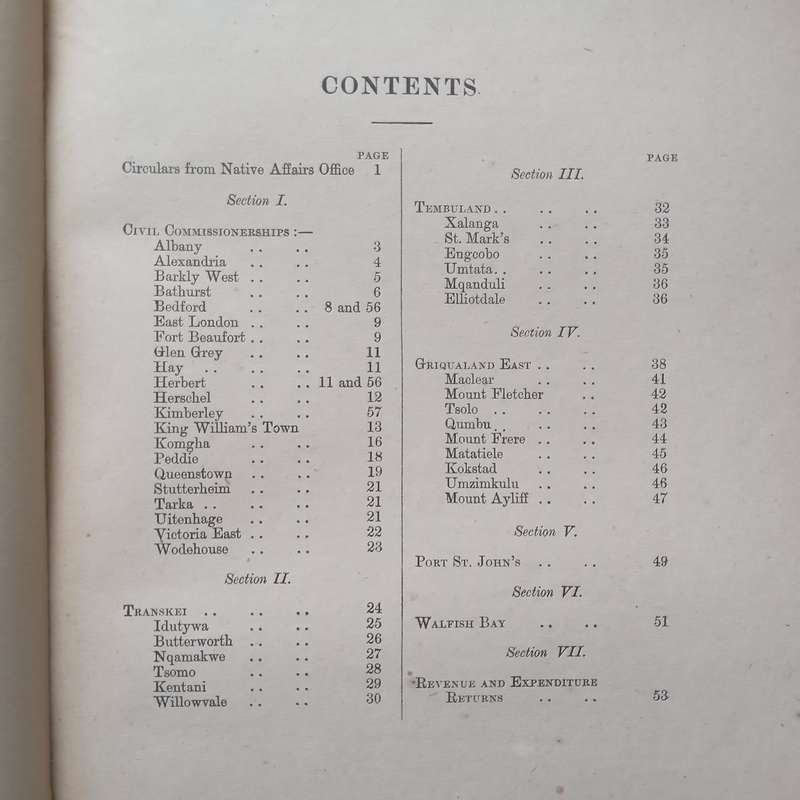 CONTENTS.
PAGE
Circulars from Native Affairs Office 1
Section I.
CIVIL COMMISSIONERSHIPS :—
Albany .. .. 3
Alexandria .. .. 4
Barkly West .. .. 5
Bathurst .. .. 6
Bedford .. .. 8 and 56
East London .. .. 9
Fort Beaufort .. .. 9
Glen Grey .. .. 11
Hay .. .. .. 11
Herbert .. .. 11 and 56
Herschel .. .. 12
Kimberley .. .. 57
King William's Town 13
Komgha .. .. 16
Peddie .. .. 18
Queenstown .. .. 19
Stutterheim .. .. 21
Tarka .. .. .. 21
Uitenhage .. .. 21
Victoria East .. .. 22
Wodehouse .. .. 23
Section II.
TRANSKEI .. .. .. 24
Idutywa .. .. 25
Butterworth .. .. 26
Nqamakwe .. .. 27
Tsomo .. .. 28
Kentani .. .. 29
Willowvale .. .. 30
PAGE
Section III.
TEMBULAND .. .. .. 32
Xalanga .. .. 33
St. Mark's .. .. 34
Engcobo .. .. 35
Umtata .. .. .. 35
Mqanduli .. .. 36
Elliotdale .. .. 36
Section IV.
GRIQUALAND EAST .. .. 38
Maclear .. .. 41
Mount Fletcher .. 42
Tsolo .. .. .. 42
Qumbu .. .. .. 43
Mount Frere .. .. 44
Matatiele .. .. 45
Kokstad .. .. 46
Umzimkulu .. .. 46
Mount Ayliff .. .. 47
Section V.
PORT ST. JOHN'S .. .. 49
Section VI.
WALFISH BAY .. .. 51
Section VII.
REVENUE AND EXPENDITURE
RETURNS .. .. 53